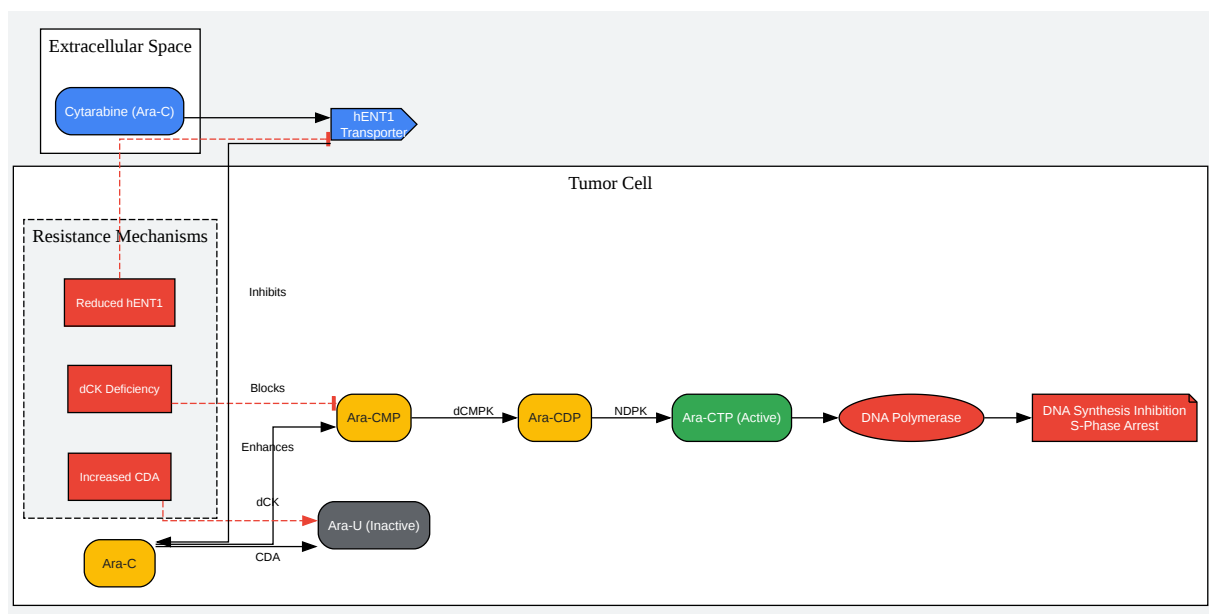 Extracellular Space
Cytarabine (Ara-C)
hENT1
Transporter
Tumor Cell
Resistance Mechanisms
Reduced hENT1
Inhibits
dCK Deficiency
Blocks
Ara-CMP
dCMPK
Ara-CDP
NDPK
Ara-CTP (Active)
DNA Polymerase
DNA Synthesis Inhibition
S-Phase Arrest
Enhances
Increased CDA
dCK
Ara-U (Inactive)
CDA
Ara-C